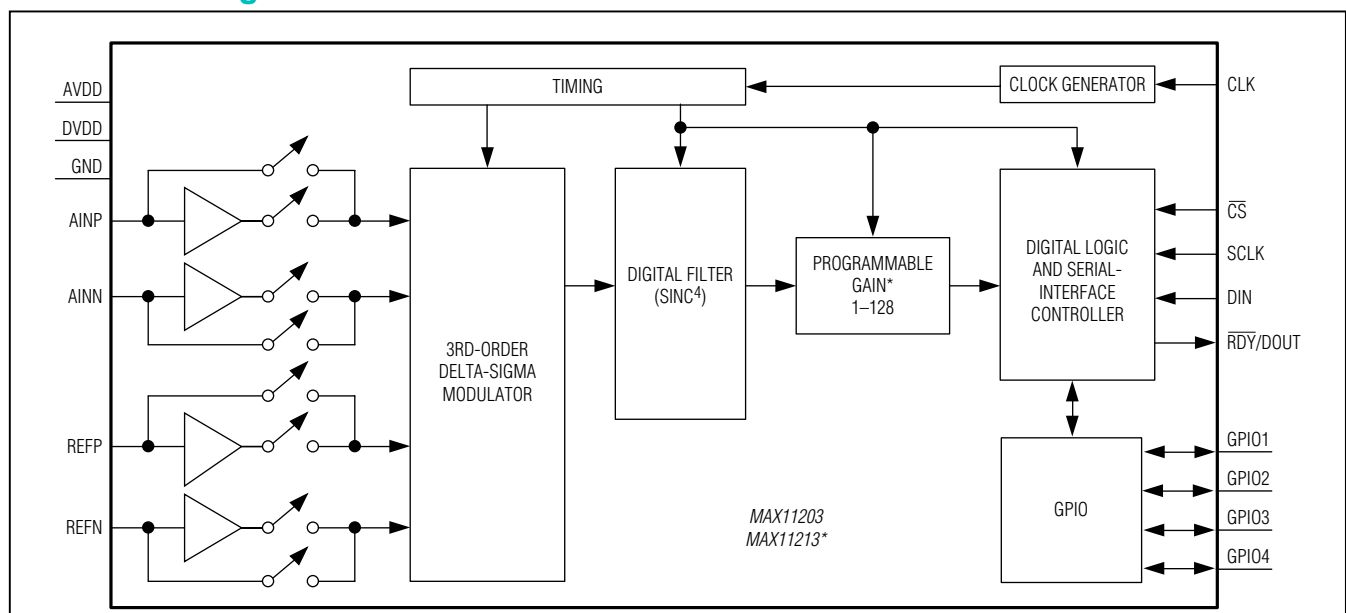 AVDD
DVDD
GND
AINP
AINN
REFP
REFN
TIMING
CLOCK GENERATOR
CLK
3RD-ORDER
DELTA-SIGMA
MODULATOR
DIGITAL FILTER
(SINC4)
PROGRAMMABLE
GAIN*
1–128
DIGITAL LOGIC
AND SERIAL-
INTERFACE
CONTROLLER
CS
SCLK
DIN
RDY/DOUT
GPIO
GPIO1
GPIO2
GPIO3
GPIO4
MAX11203
MAX11213*